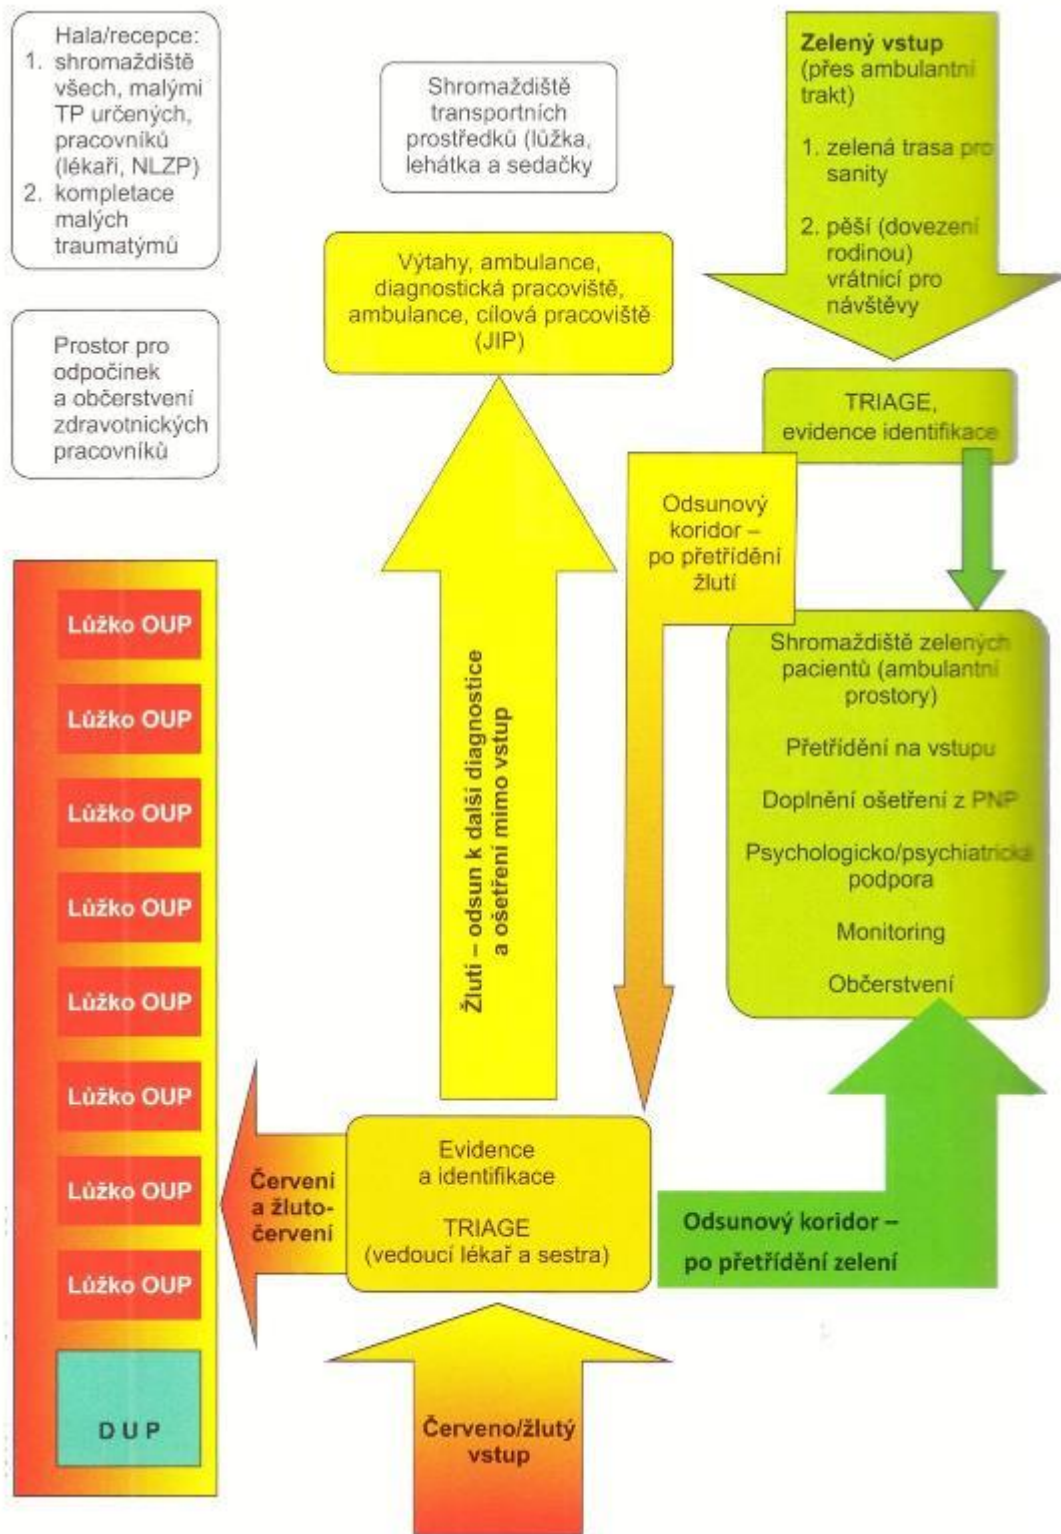 Hala/recepce:
1. shromaždiště
všech, malými
TP určených,
pracovníků
(lékaři, NLZP)
2. kompletace
malých
traumatýmů
Prostor pro
odpočinek
a občerstvení
zdravotnických
pracovníků
Shromaždiště
transportních
prostředků (lůžka,
lehátka a sedačky
Výtahy, ambulance,
diagnostická pracoviště,
ambulance, cílová pracoviště
(JIP)
Zelený vstup
(přes ambulantní
trakt)
1. zelená trasa pro
sanity
2. pěší (dovezení
rodinou)
vrátnicí pro
návštěvy
TRIAGE,
evidence identifikace
Odsunový
koridor –
po přetřídění
žlutí
Shromaždiště zelených
pacientů (ambulantní
prostory)
Přetřídění na vstupu
Doplnění ošetření z PNP
Psychologicko/psychiatrická
podpora
Monitoring
Občerstvení
Žlutí – odsun k další diagnostice
a ošetření mimo vstup
Lůžko OUP
Lůžko OUP
Lůžko OUP
Lůžko OUP
Lůžko OUP
Lůžko OUP
Lůžko OUP
Lůžko OUP
D U P
Červení
a žluto-
červení
Evidence
a identifikace
TRIAGE
(vedoucí lékař a sestra)
Odsunový koridor –
po přetřídění zelení
Červeno/žlutý
vstup